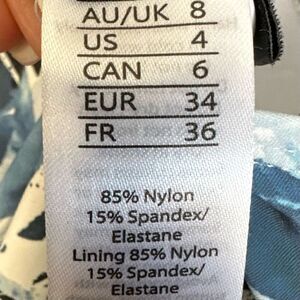 AU/UK 8
US 4
CAN 6
EUR 34
FR 36
85% Nylon
15% Spandex/
Elastane
Lining 85% Nylon
15% Spandex/
Elastane